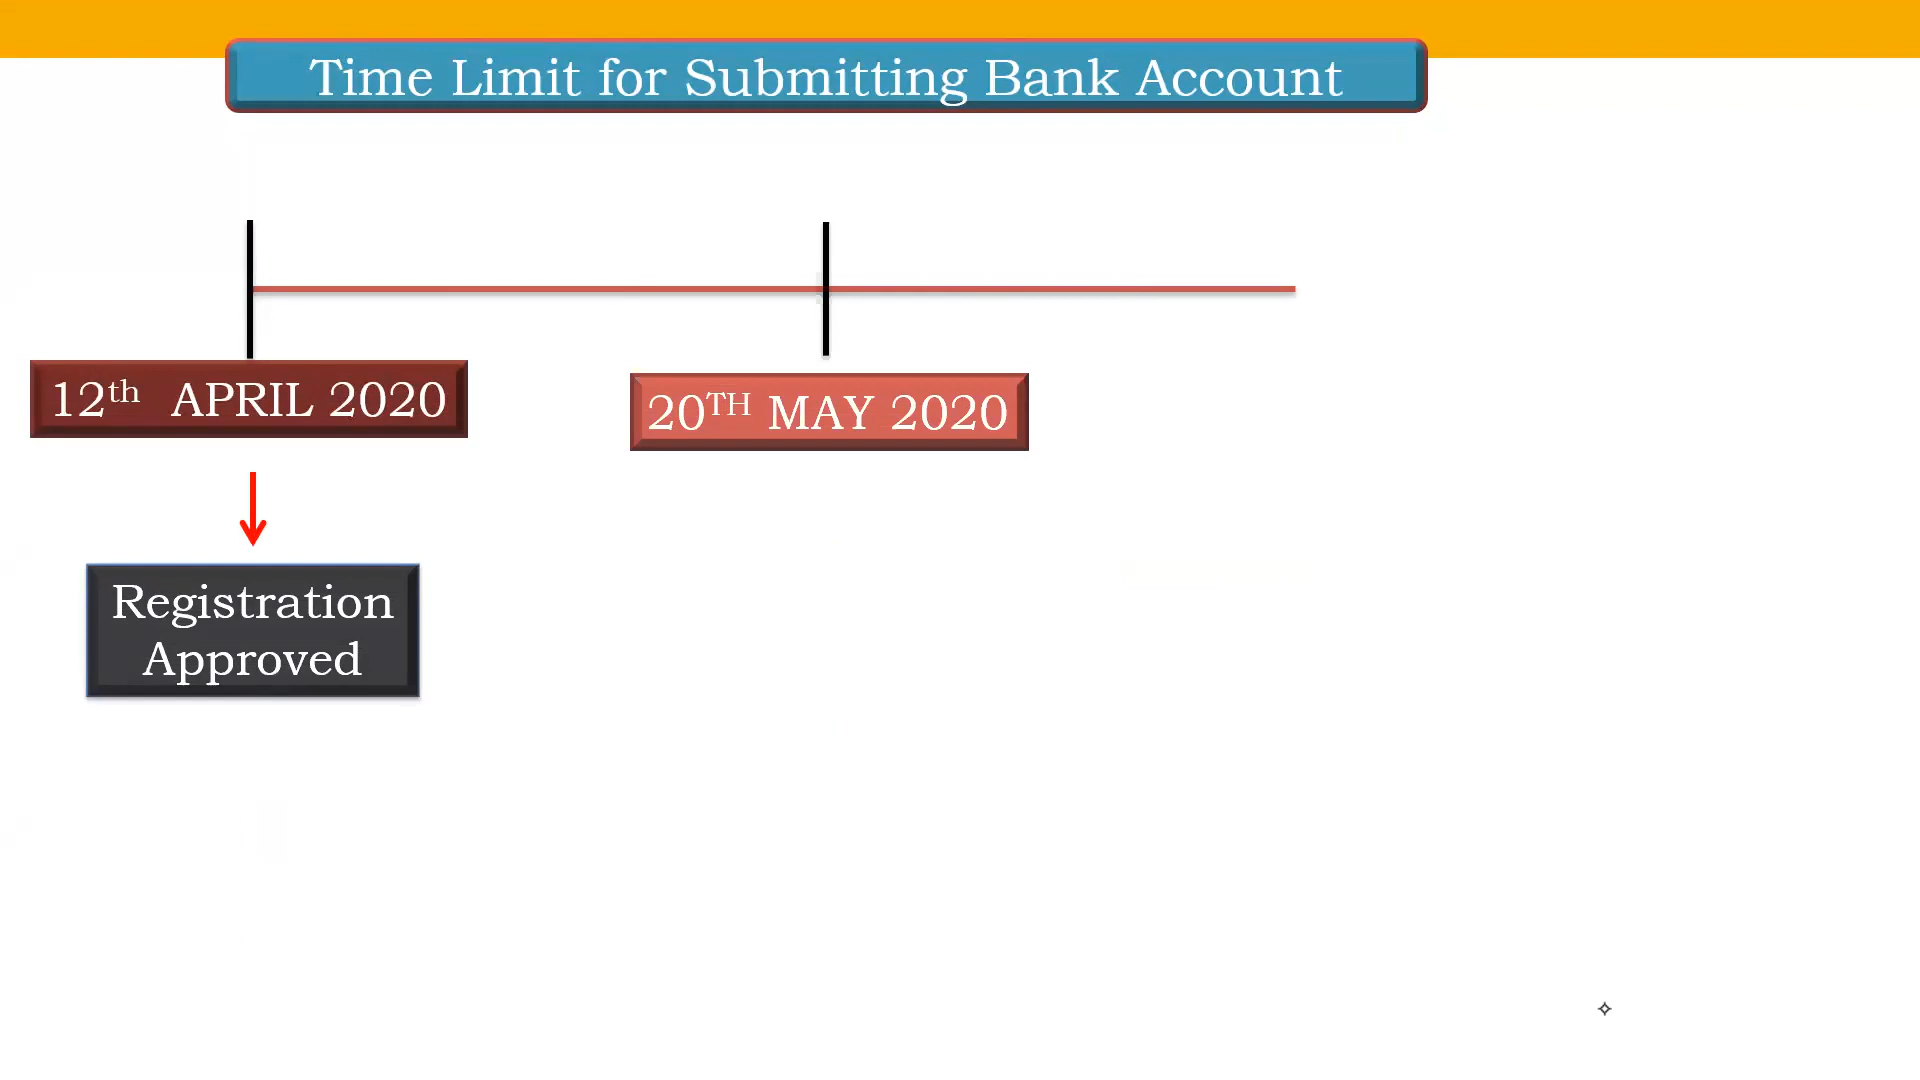 Time Limit for Submitting Bank Account
12th APRIL 2020
20TH MAY 2020
Registration
Approved